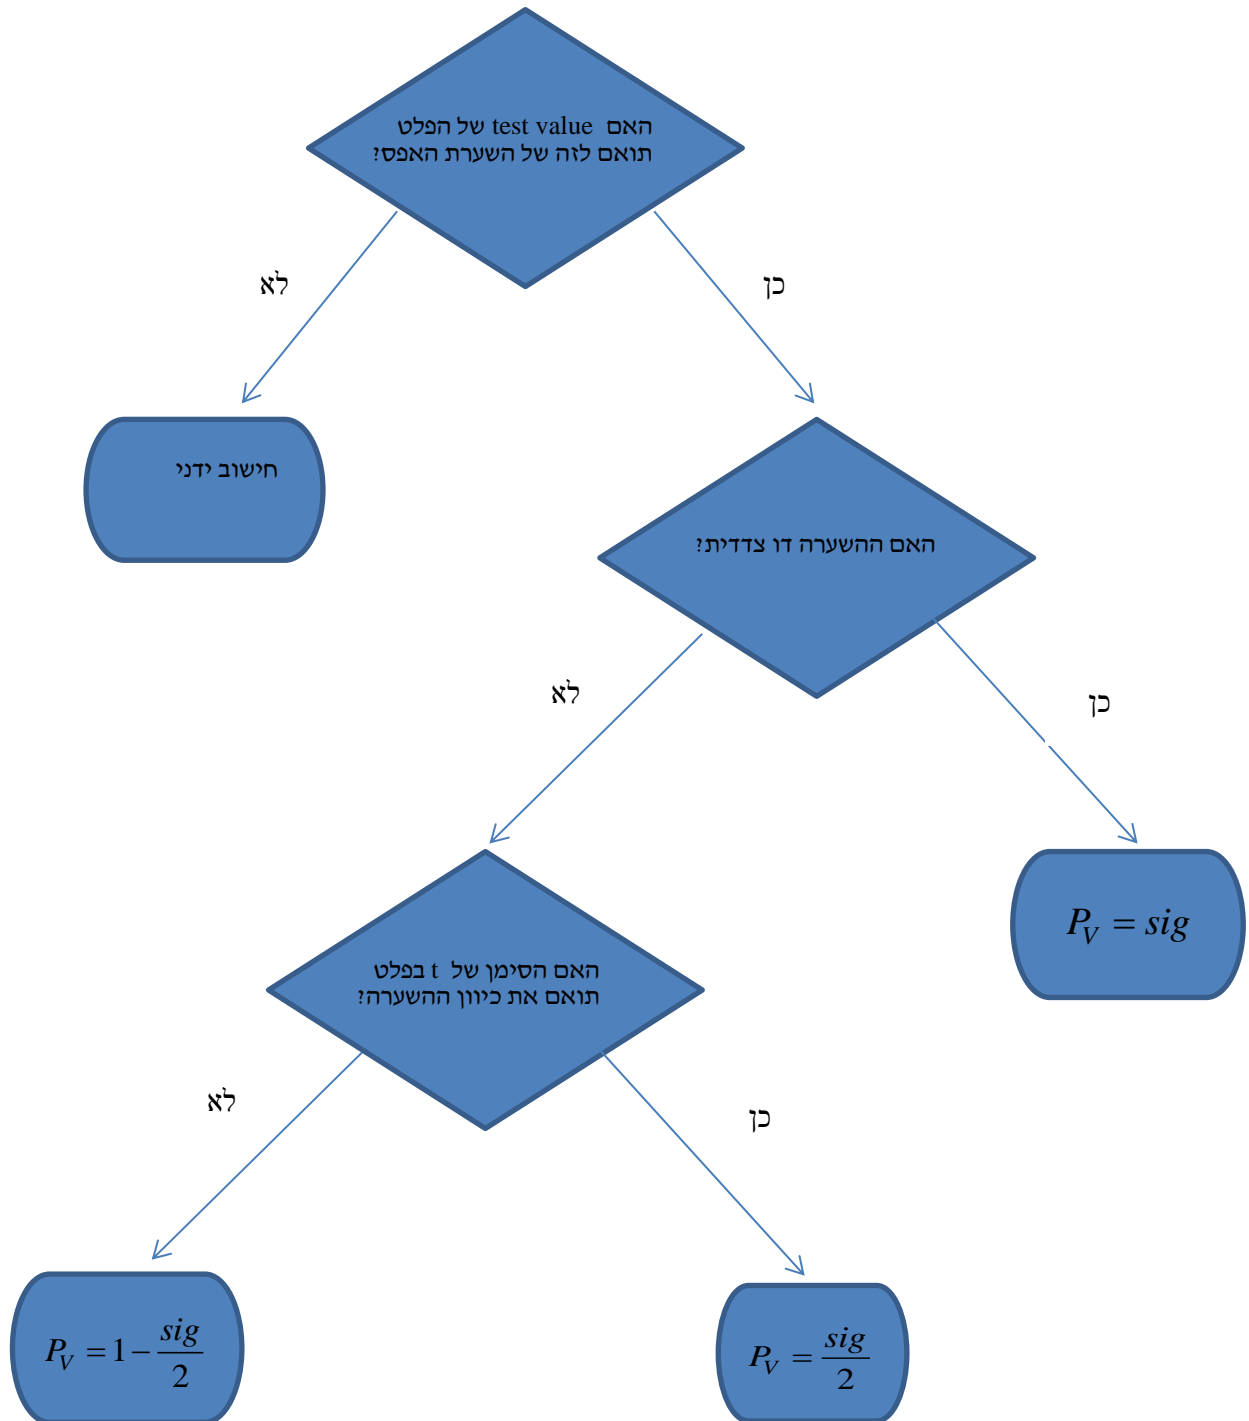 האם test value של הפלט
תואם לזה של השערת האפס?
לא
כן
חישוב ידני
האם ההשערה דו צדדית?
לא
כן
P_V = sig
האם הסימן של t בפלט
תואם את כיוון ההשערה?
לא
כן
P_V = 1 - sig/2
P_V = sig/2